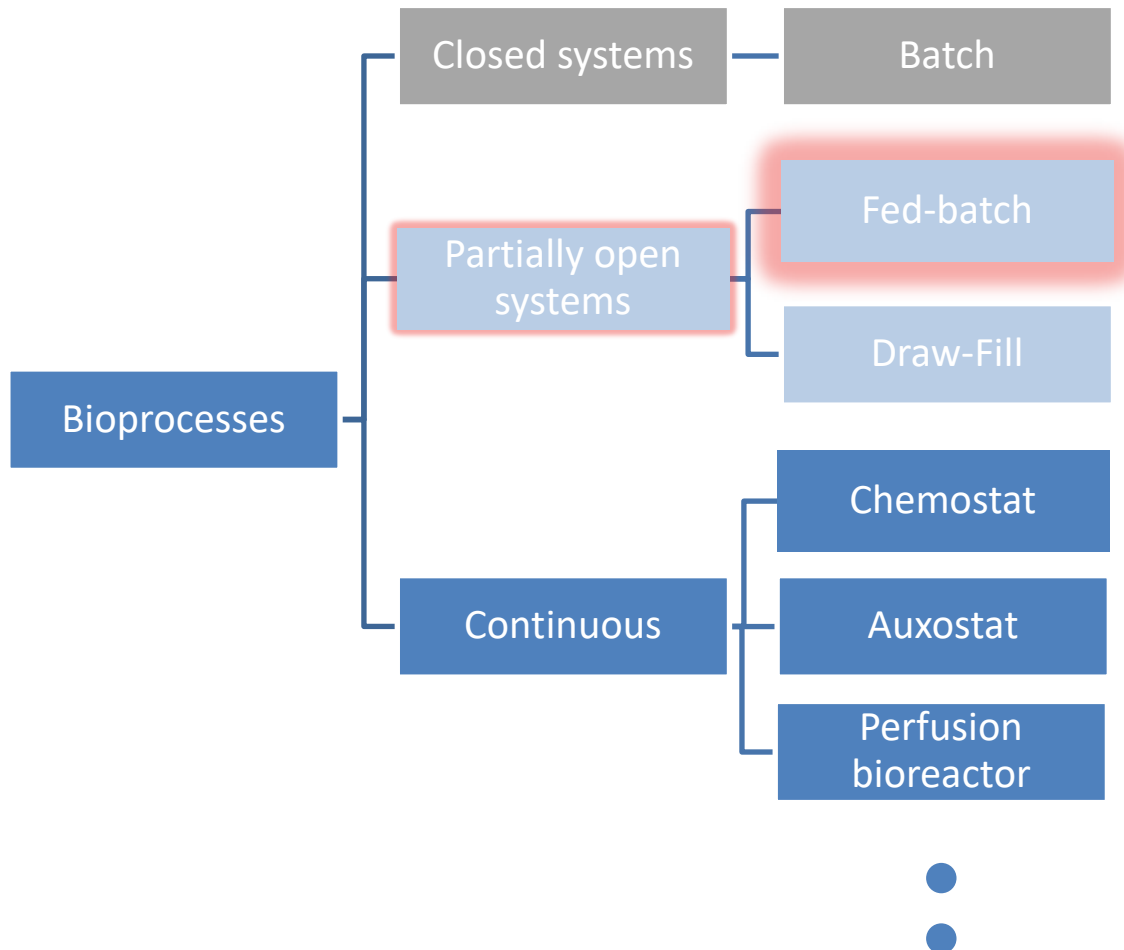 Closed systems
Batch
Fed-batch
Partially open
systems
Draw-Fill
Bioprocesses
Chemostat
Continuous
Auxostat
Perfusion
bioreactor